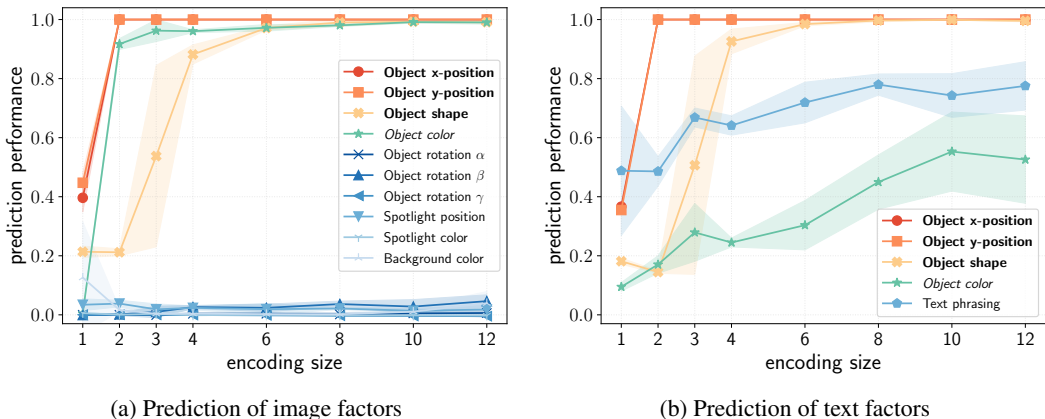 prediction performance
1.0
0.8
0.6
0.4
0.2
0.0
Object x-position
Object y-position
Object shape
Object color
Object rotation α
Object rotation β
Object rotation γ
Spotlight position
Spotlight color
Background color
1 2 3 4 6 8 10 12
encoding size
(a) Prediction of image factors
prediction performance
1.0
0.8
0.6
0.4
0.2
0.0
Object x-position
Object y-position
Object shape
Object color
Text phrasing
1 2 3 4 6 8 10 12
encoding size
(b) Prediction of text factors